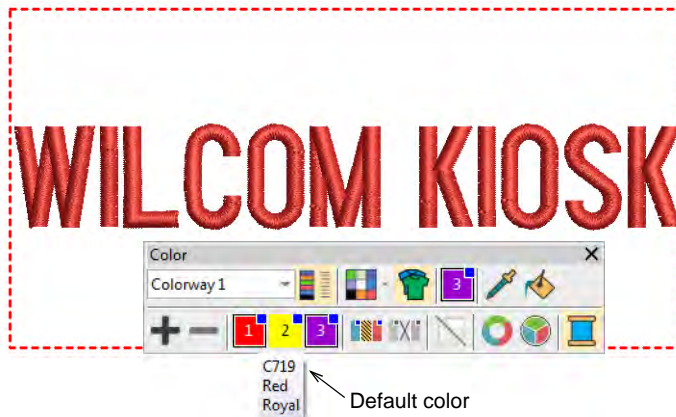 WILCOM KIOSK
Color
Colorway 1
3
1 2 3
C719
Red
Royal
Default color